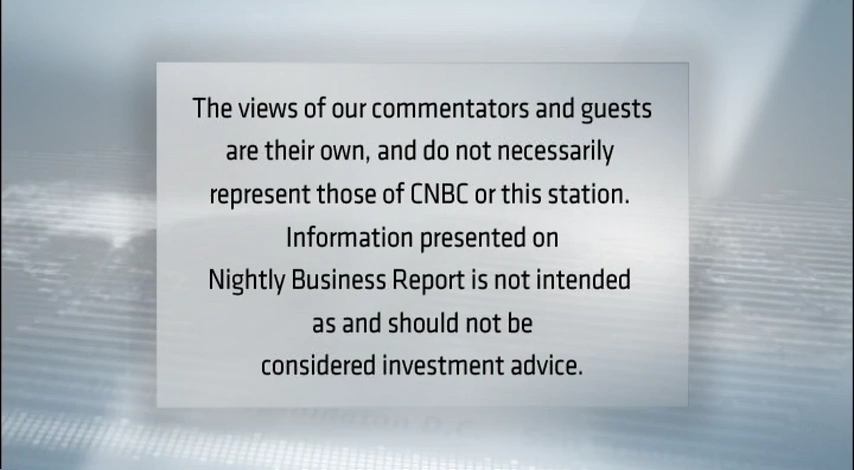 The views of our commentators and guests
are their own, and do not necessarily
represent those of CNBC or this station.
Information presented on
Nightly Business Report is not intended
as and should not be
considered investment advice.